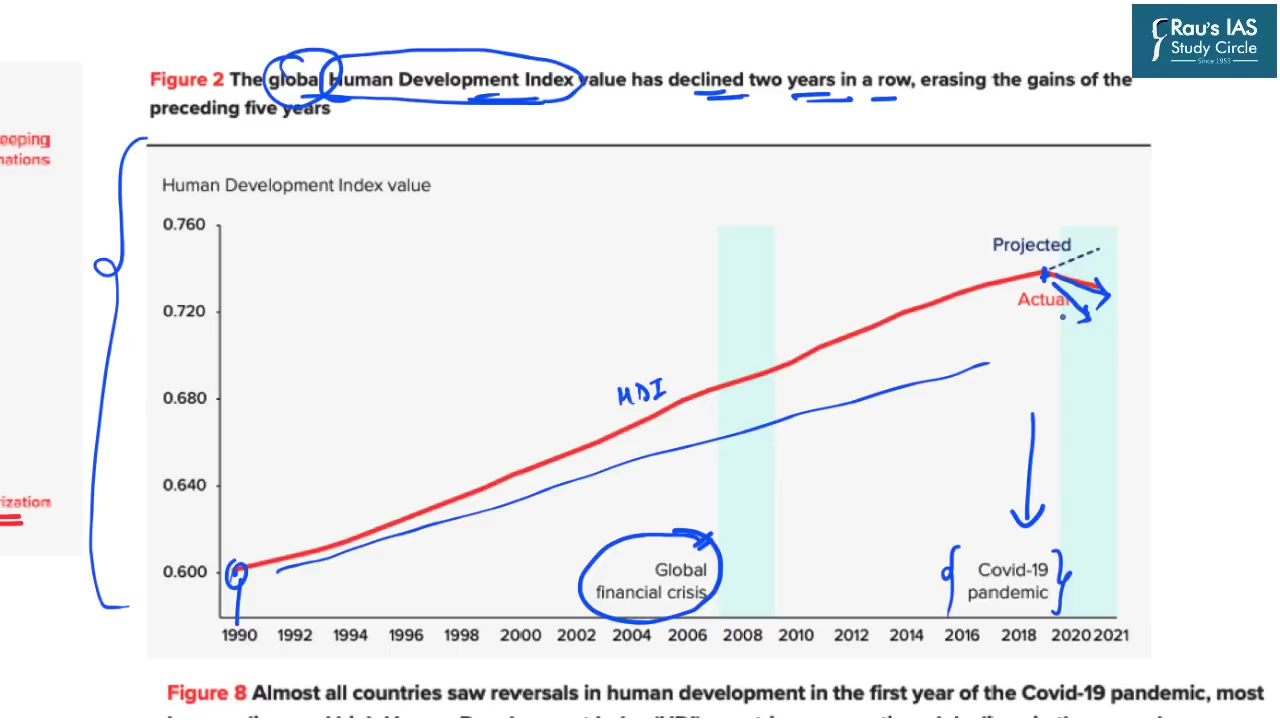 Rau's IAS
Study Circle
Since 1953
Figure 2 The global Human Development Index value has declined two years in a row, erasing the gains of the
preceding five years
eeping
nations
rization
Human Development Index value
0.760
0.720
0.680
0.640
0.600
Projected
Actual
HDI
Global
financial crisis
Covid-19
pandemic
1990 1992 1994 1996 1998 2000 2002 2004 2006 2008 2010 2012 2014 2016 2018 2020 2021
Figure 8 Almost all countries saw reversals in human development in the first year of the Covid-19 pandemic, most